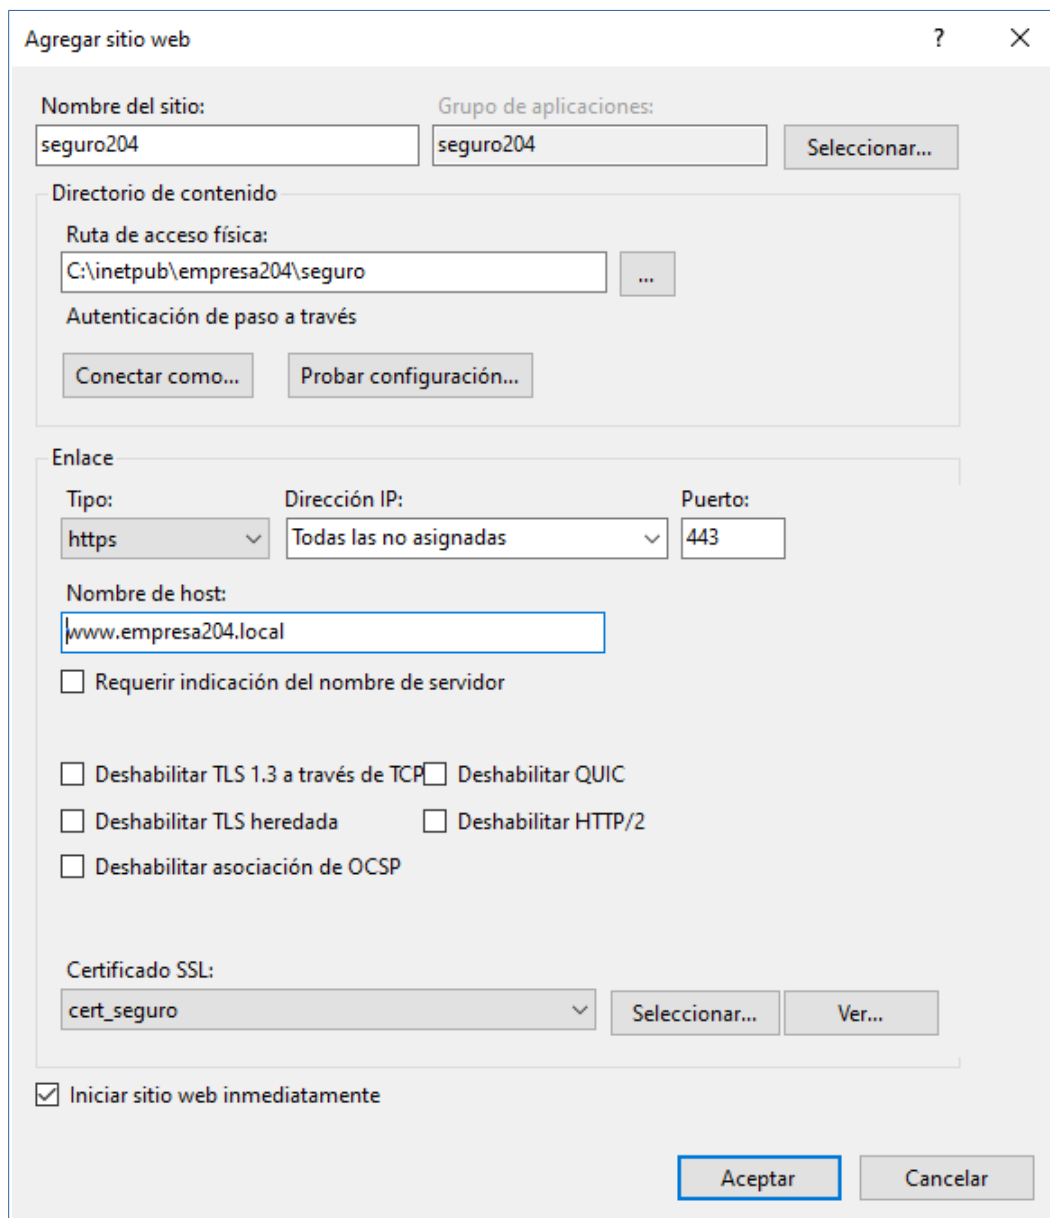 Agregar sitio web
?
Nombre del sitio: Grupo de aplicaciones:
seguro204 seguro204 Seleccionar...
Directorio de contenido
Ruta de acceso física:
C:\inetpub\empresa204\seguro ...
Autenticación de paso a través
Conectar como... Probar configuración...
Enlace
Tipo: Dirección IP: Puerto:
https Todas las no asignadas 443
Nombre de host:
www.empresa204.local
Requerir indicación del nombre de servidor
Deshabilitar TLS 1.3 a través de TCP Deshabilitar QUIC
Deshabilitar TLS heredada Deshabilitar HTTP/2
Deshabilitar asociación de OCSP
Certificado SSL:
cert_seguro Seleccionar... Ver...
Iniciar sitio web inmediatamente
Aceptar Cancelar